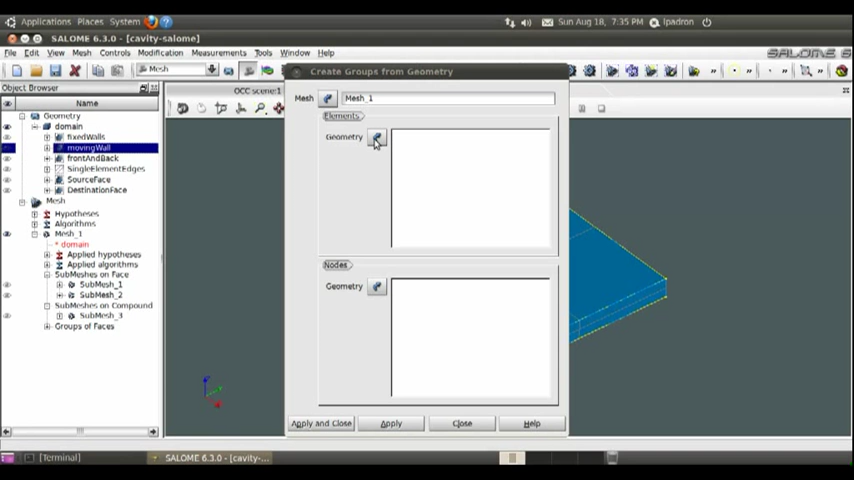 Applications Places System ?
Sun Aug 18, 7:35 PM lpadron
SALOME 6.3.0 - [cavity-salome]
File Edit View Mesh Controls Modification Measurements Tools Window Help
SALOME 6
Mesh
Object Browser
OCC scene:1
Name
Geometry
domain
fixedWalls
movingWall
frontAndBack
SingleElementEdges
SourceFace
DestinationFace
Mesh
Hypotheses
Algorithms
Mesh_1
* domain
Applied hypotheses
Applied algorithms
SubMeshes on Face
SubMesh_1
SubMesh_2
SubMeshes on Compound
SubMesh_3
Groups of Faces
Create Groups from Geometry
Mesh Mesh_1
Elements
Geometry
Nodes
Geometry
Apply and Close Apply Close Help
[Terminal] SALOME 6.3.0 - [cavity-...